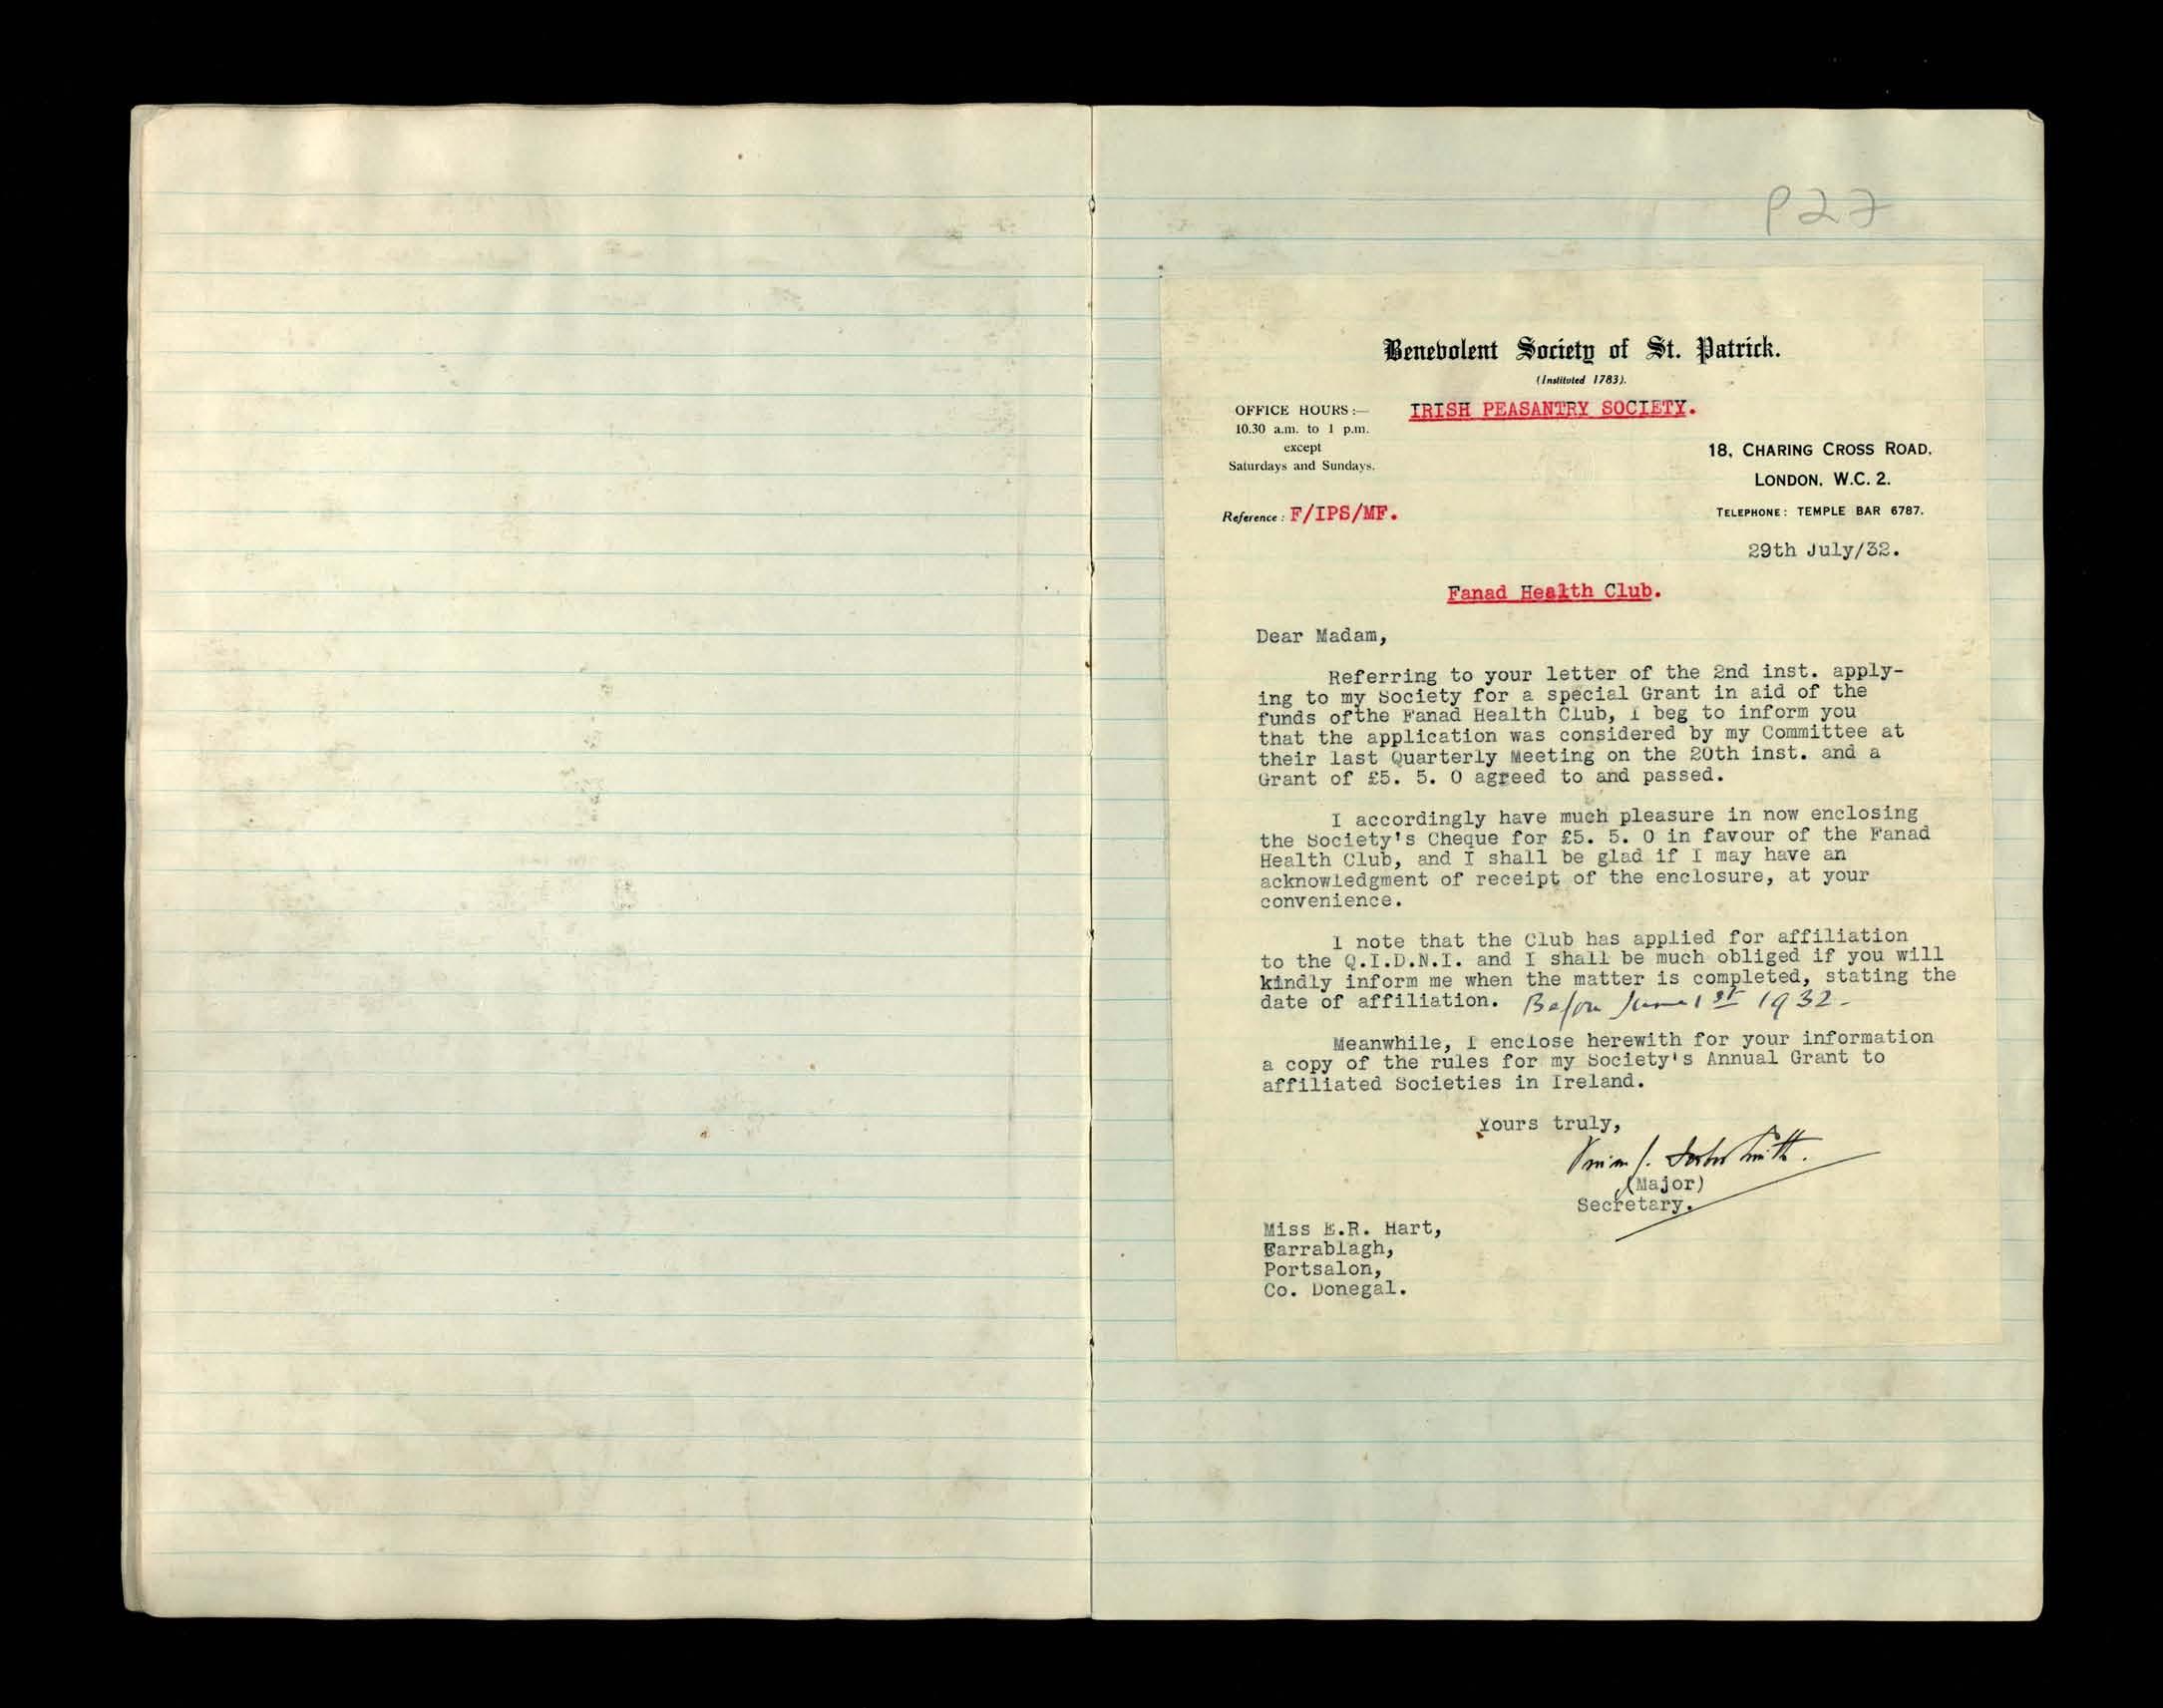 P27
Benevolent Society of St. Patrick.
(Instituted 1783).
IRISH PEASANTRY SOCIETY.
OFFICE HOURS:—
10.30 a.m. to 1 p.m.
except
Saturdays and Sundays.
18, CHARING CROSS ROAD,
LONDON, W.C. 2.
Reference: F/IPS/MF.
TELEPHONE: TEMPLE BAR 6787.
29th July/32.
Fanad Health Club.
Dear Madam,
Referring to your letter of the 2nd inst. apply-
ing to my Society for a special Grant in aid of the
funds ofthe Fanad Health Club, I beg to inform you
that the application was considered by my Committee at
their last Quarterly Meeting on the 20th inst. and a
Grant of £5. 5. 0 agreed to and passed.
I accordingly have much pleasure in now enclosing
the Society's Cheque for £5. 5. 0 in favour of the Fanad
Health Club, and I shall be glad if I may have an
acknowledgment of receipt of the enclosure, at your
convenience.
I note that the Club has applied for affiliation
to the Q.I.D.N.I. and I shall be much obliged if you will
kindly inform me when the matter is completed, stating the
date of affiliation. Before June 1st 1932-
Meanwhile, I enclose herewith for your information
a copy of the rules for my Society's Annual Grant to
affiliated Societies in Ireland.
Yours truly,
Smith.
(Major)
Secretary.
Miss E.R. Hart,
Carrablagh,
Portsalon,
Co. Donegal.